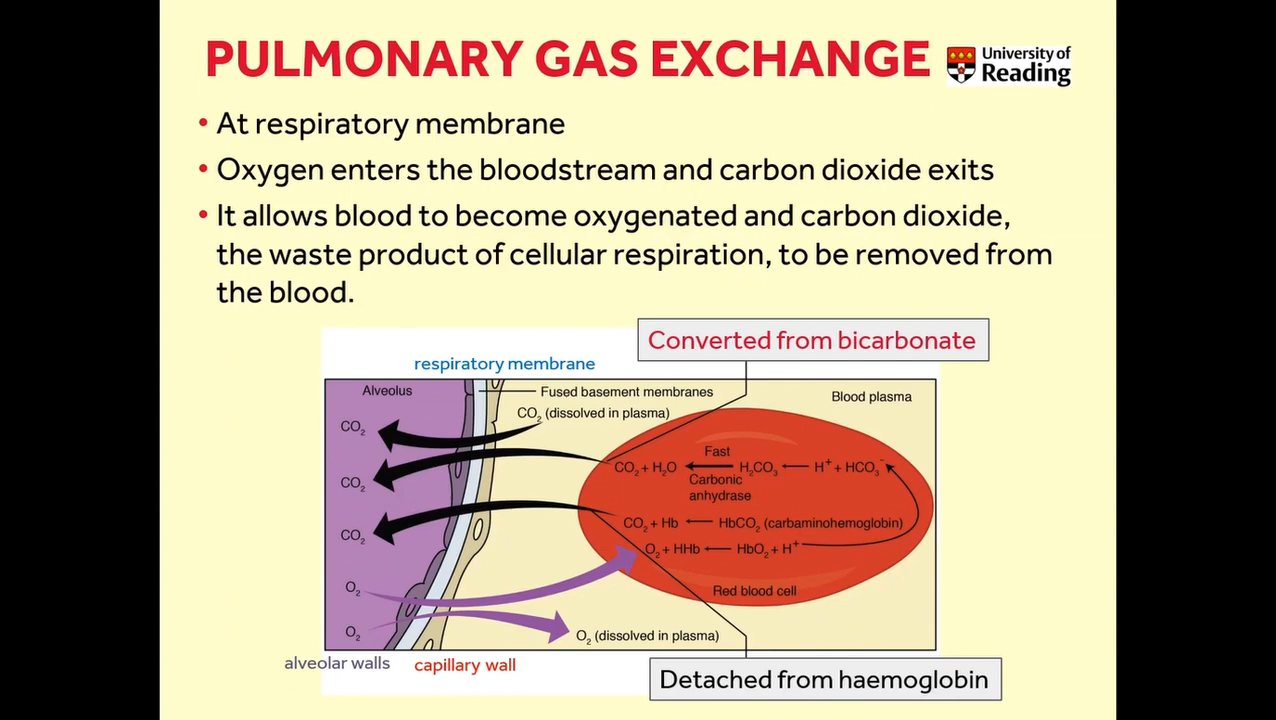 PULMONARY GAS EXCHANGE
University of
Reading
• At respiratory membrane
• Oxygen enters the bloodstream and carbon dioxide exits
• It allows blood to become oxygenated and carbon dioxide,
the waste product of cellular respiration, to be removed from
the blood.
Converted from bicarbonate
respiratory membrane
Alveolus
Fused basement membranes
Blood plasma
CO₂ (dissolved in plasma)
CO₂
CO₂
CO₂
Fast
CO₂ + H₂O ← H₂CO₃ ← H⁺ + HCO₃⁻
Carbonic
anhydrase
CO₂ + Hb ← HbCO₂ (carbaminohemoglobin)
O₂ + HHb ← HbO₂ + H⁺
Red blood cell
O₂
O₂
O₂ (dissolved in plasma)
alveolar walls
capillary wall
Detached from haemoglobin